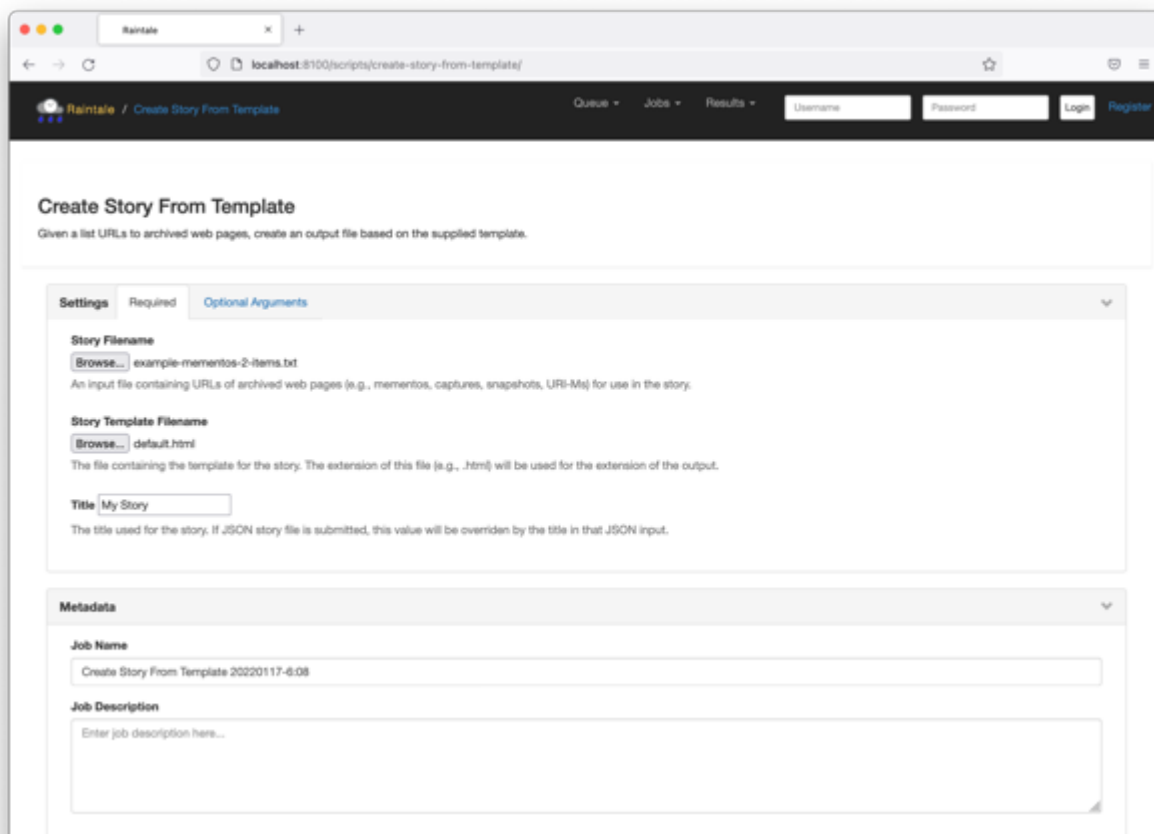 Raintale
localhost:8100/scripts/create-story-from-template/
Raintale / Create Story From Template Queue Jobs Results Username Password Login Register
Create Story From Template
Given a list URLs to archived web pages, create an output file based on the supplied template.
Settings Required Optional Arguments
Story Filename
Browse... example-mementos-2-items.txt
An input file containing URLs of archived web pages (e.g., mementos, captures, snapshots, URI-Ms) for use in the story.
Story Template Filename
Browse... default.html
The file containing the template for the story. The extension of this file (e.g., .html) will be used for the extension of the output.
Title My Story
The title used for the story. If JSON story file is submitted, this value will be overriden by the title in that JSON input.
Metadata
Job Name
Create Story From Template 20220117-6:08
Job Description
Enter job description here...